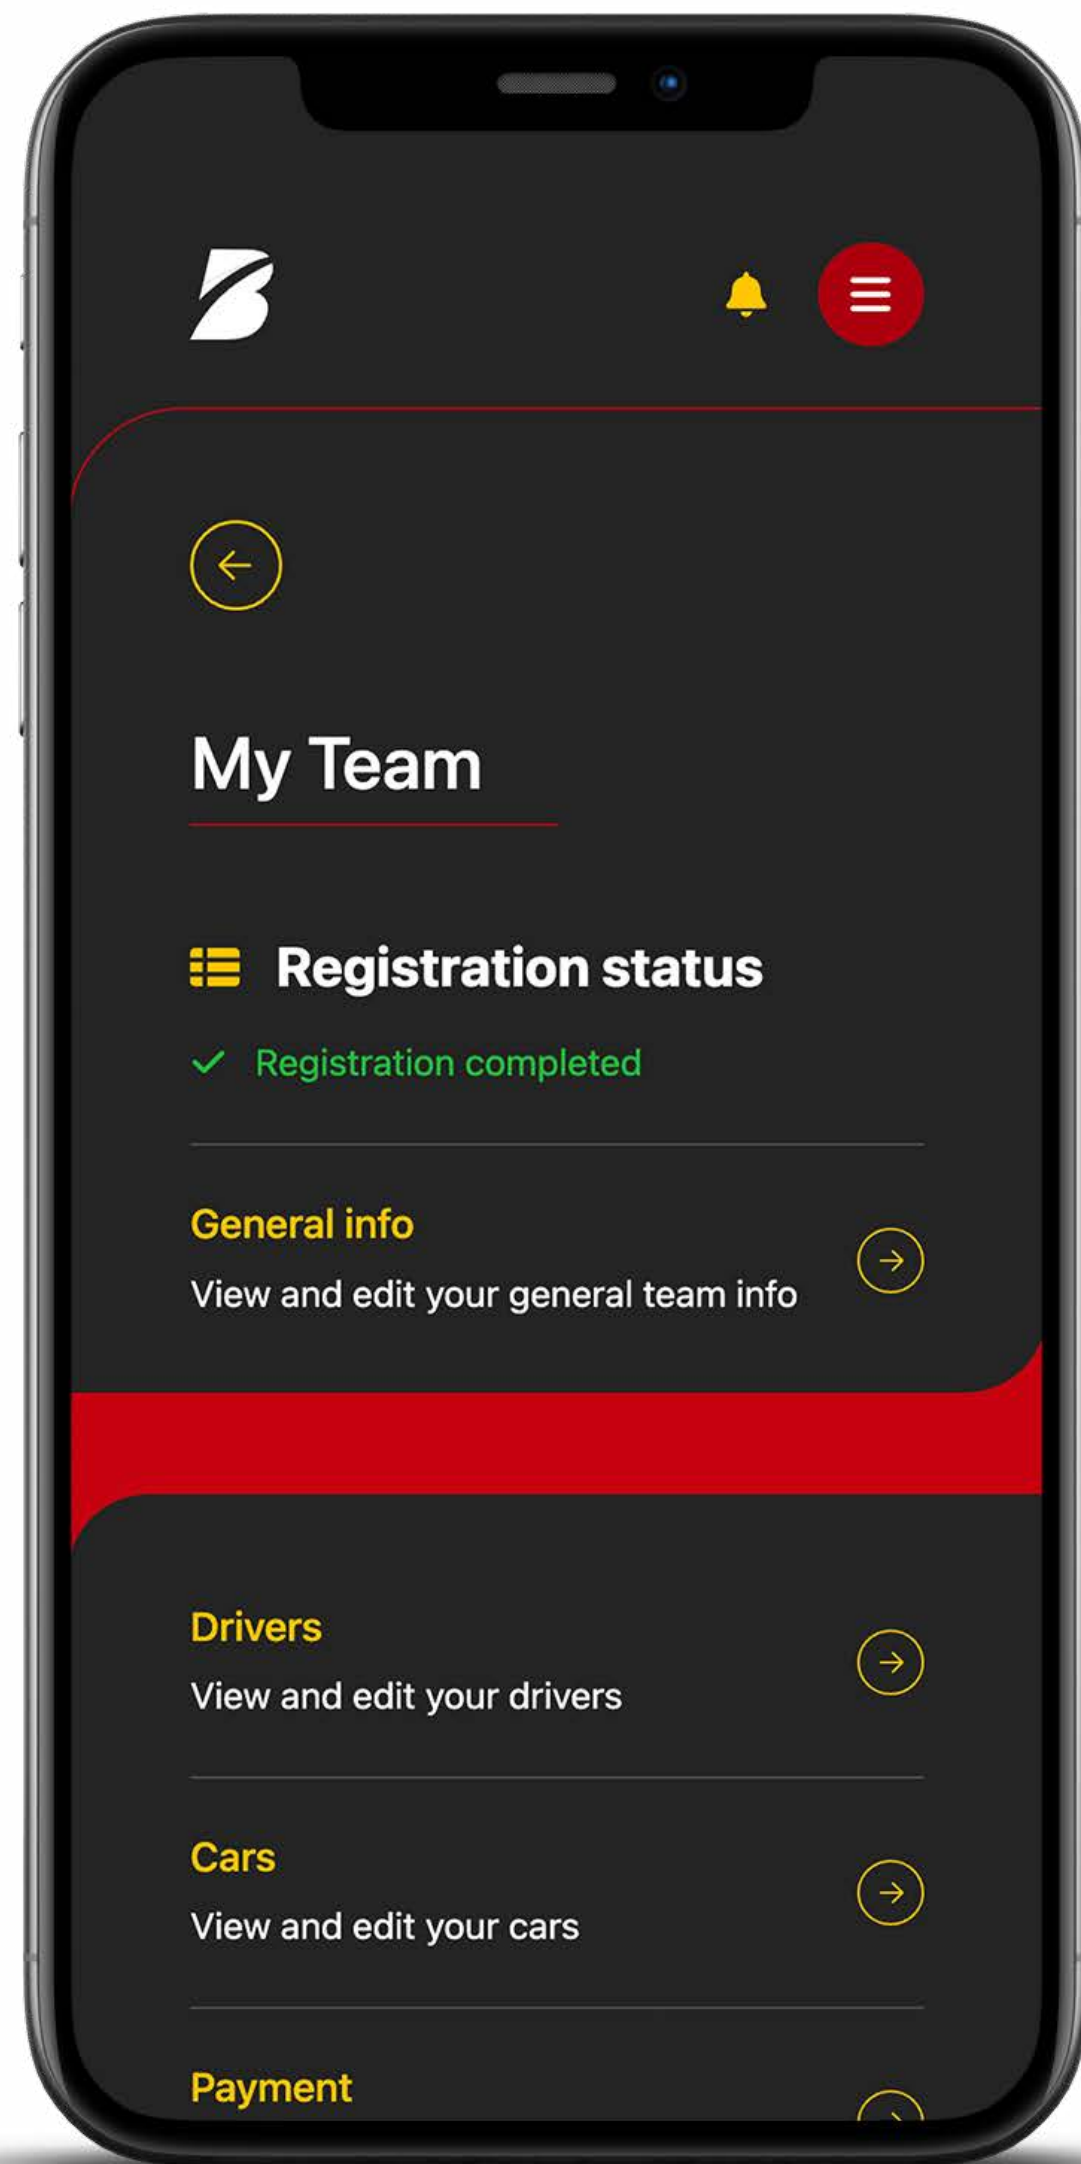 B
My Team
Registration status
Registration completed
General info
View and edit your general team info
Drivers
View and edit your drivers
Cars
View and edit your cars
Payment